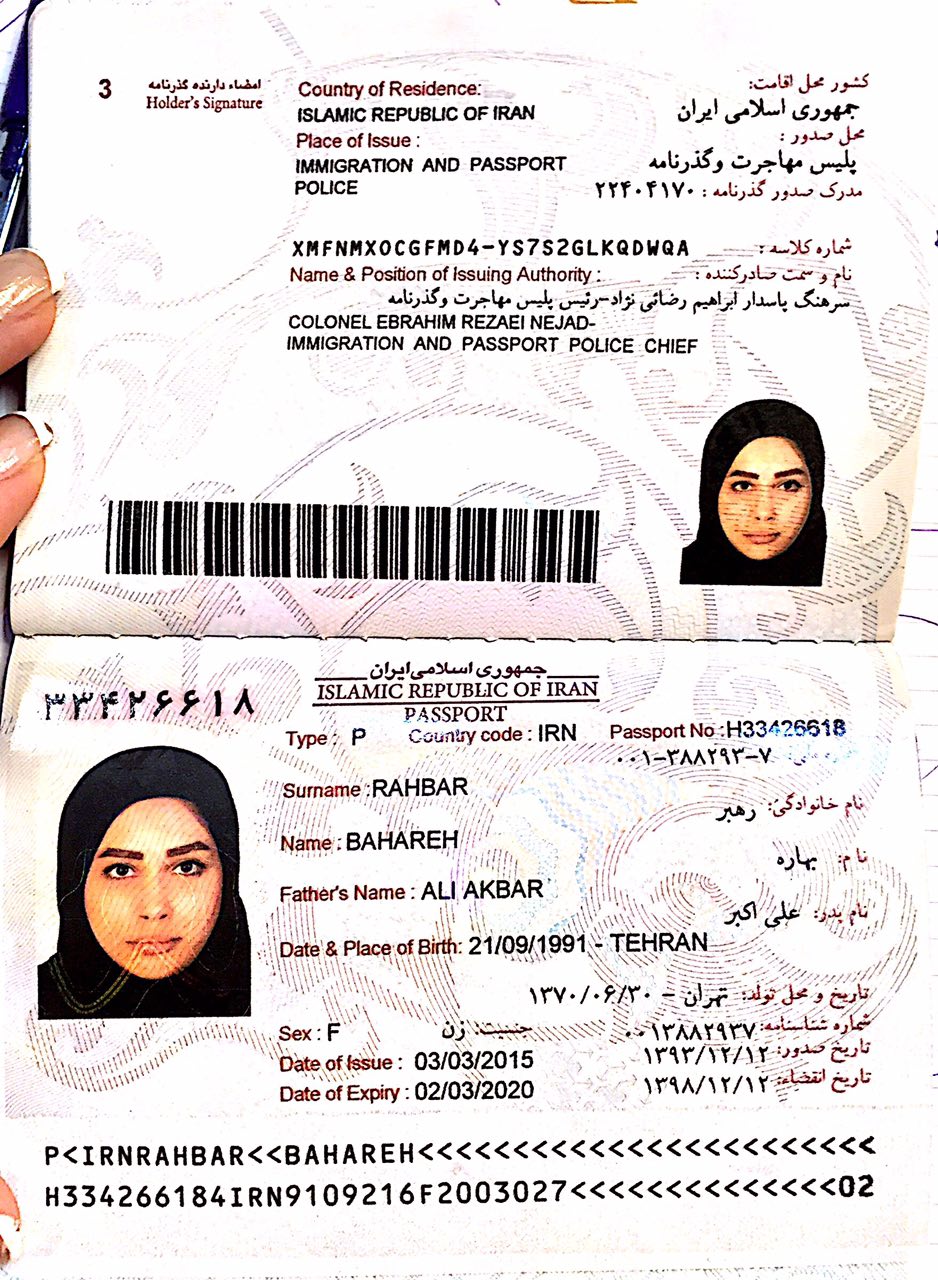 3
امضاء دارنده گذرنامه
Holder's Signature
Country of Residence:
کشور محل اقامت:
ISLAMIC REPUBLIC OF IRAN
جمهوری اسلامی ایران
Place of Issue :
محل صدور :
IMMIGRATION AND PASSPORT
POLICE
پلیس مهاجرت وگذرنامه
مدرک صدور گذرنامه : ۲۲۴۰۴۱۷۰
XMFNMXOCGFMD4-YS7S2GLKQDWQA
شماره کلاسه :
Name & Position of Issuing Authority :
نام و سمت صادرکننده :
سرهنگ پاسدار ابراهیم رضائی نژاد-رئیس پلیس مهاجرت وگذرنامه
COLONEL EBRAHIM REZAEI NEJAD-
IMMIGRATION AND PASSPORT POLICE CHIEF
جمهوری اسلامی ایران
ISLAMIC REPUBLIC OF IRAN
PASSPORT
۳۳۴۲۶۶۱۸
Type : P Country code : IRN Passport No :H33426618
۰۰۱-۳۸۸۲۹۳-۷
Surname :RAHBAR
نام خانوادگی: رهبر
Name : BAHAREH
نام: بهاره
Father's Name : ALI AKBAR
نام پدر: علی اکبر
Date & Place of Birth: 21/09/1991 - TEHRAN
تاریخ و محل تولد: تهران - ۱۳۷۰/۰۶/۳۰
Sex : F
جنسیت: زن
شماره شناسنامه: ۰۰۱۳۸۸۲۹۳۷
Date of Issue : 03/03/2015
تاریخ صدور: ۱۳۹۳/۱۲/۱۲
Date of Expiry : 02/03/2020
تاریخ انقضاء: ۱۳۹۸/۱۲/۱۲
P<IRNRAHBAR<<BAHAREH<<<<<<<<<<<<<<<<<<<<<<<<
H334266184IRN9109216F2003027<<<<<<<<<<<<<<02